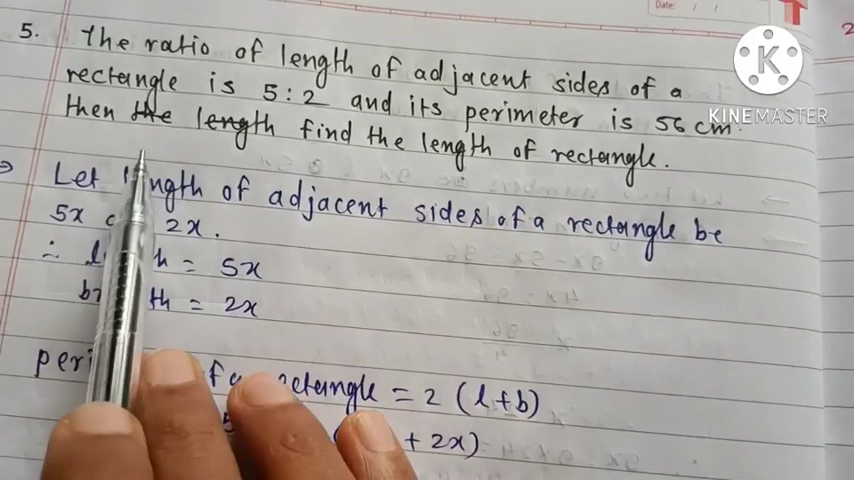 Date: / /
5. The ratio of length of adjacent sides of a
rectangle is 5:2 and its perimeter is 56 cm.
then the length find the length of rectangle.
K
KINEMASTER
2
⇒ Let length of adjacent sides of a rectangle be
5x 2x.
∴ = 5x
= 2x
rectangle = 2 (l+b)
+ 2x)